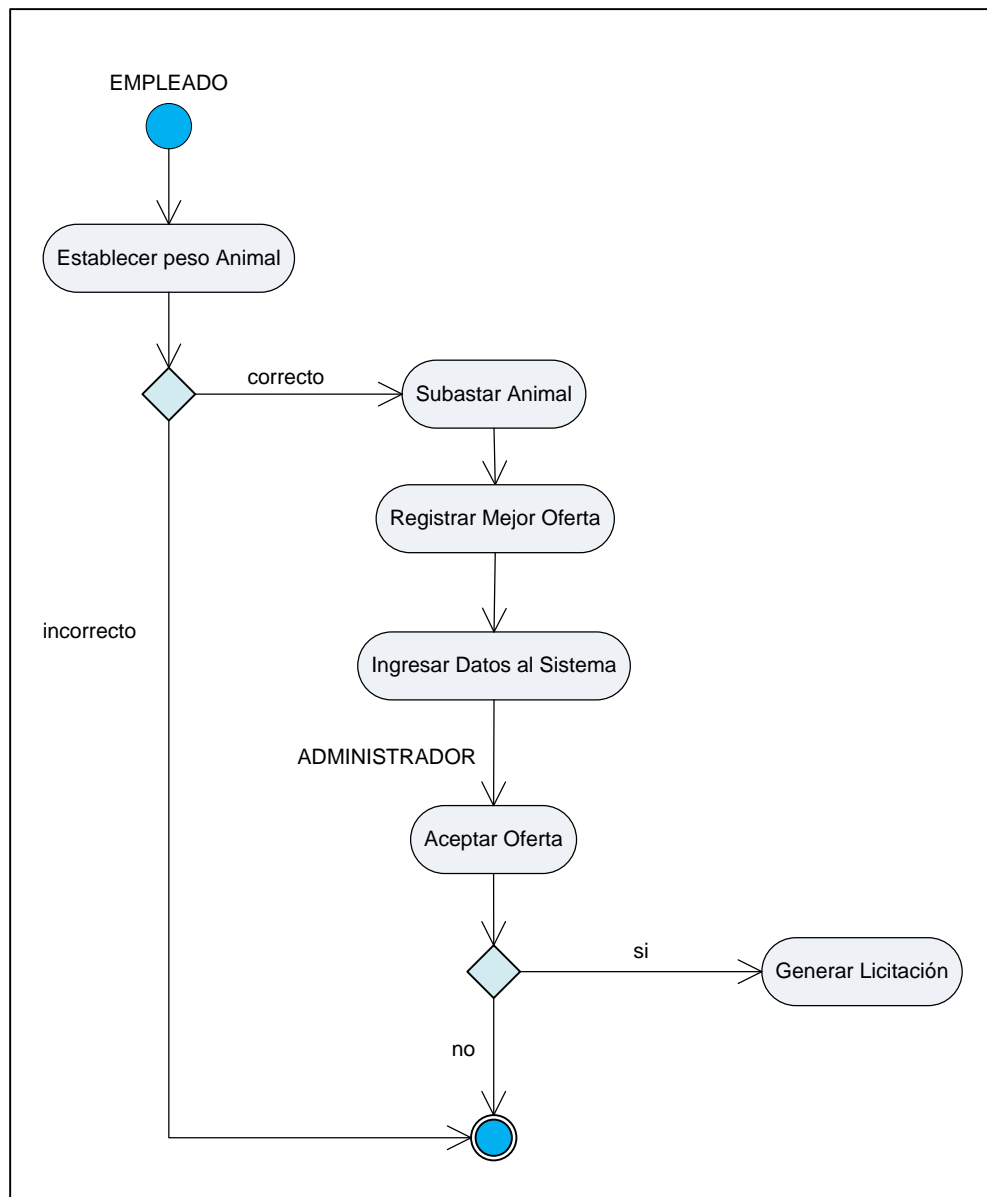 EMPLEADO
Establecer peso Animal
correcto
Subastar Animal
Registrar Mejor Oferta
incorrecto
Ingresar Datos al Sistema
ADMINISTRADOR
Aceptar Oferta
si
Generar Licitación
no